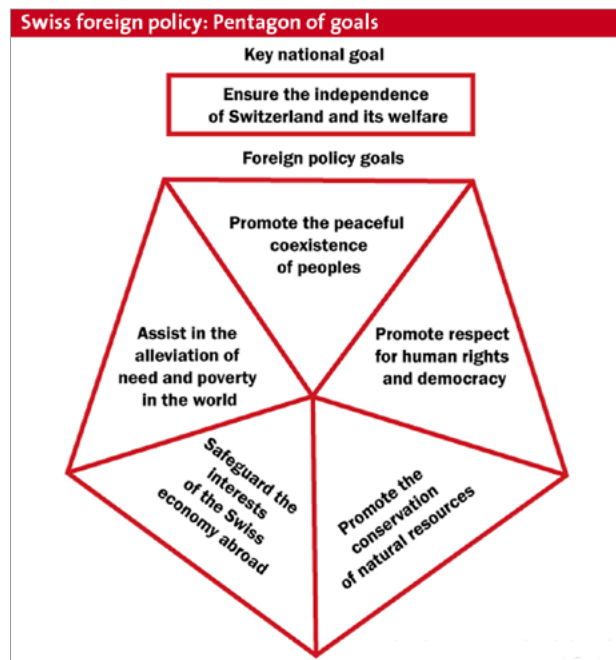 Swiss foreign policy: Pentagon of goals
Key national goal
Ensure the independence
of Switzerland and its welfare
Foreign policy goals
Promote the peaceful
coexistence
of peoples
Assist in the
alleviation of
need and poverty
in the world
Promote respect
for human rights
and democracy
Safeguard the
interests
of the Swiss
economy abroad
Promote the
conservation
of natural resources